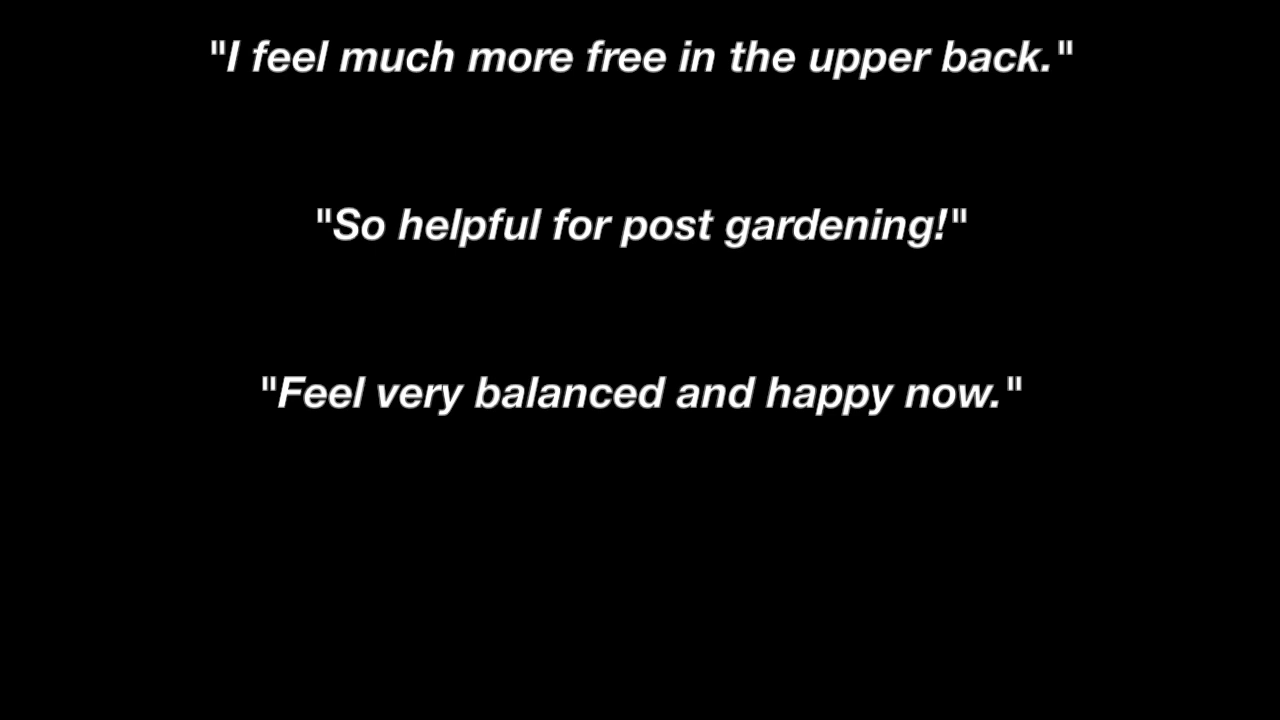 "I feel much more free in the upper back."
"So helpful for post gardening!"
"Feel very balanced and happy now."